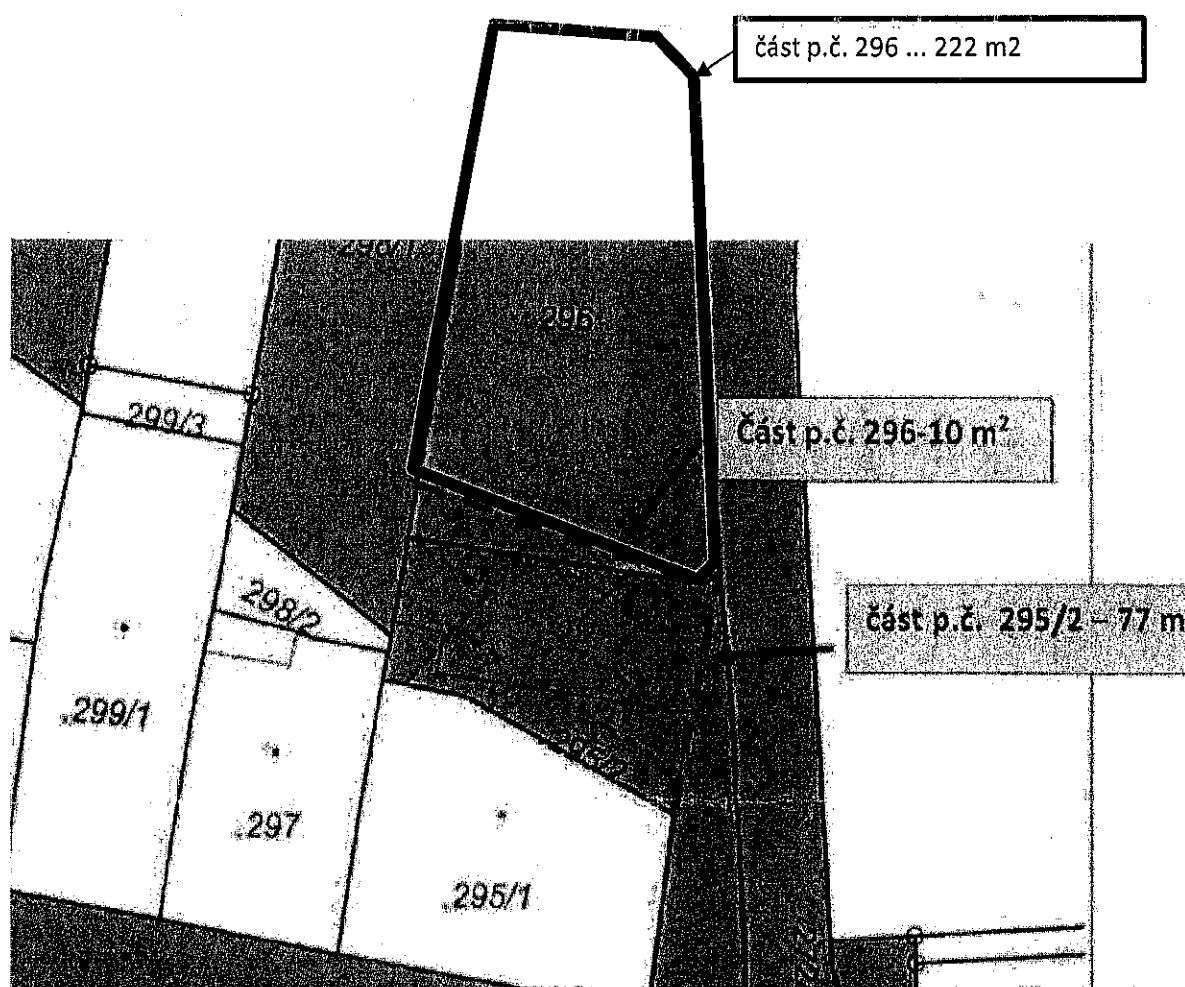 část p.č. 296 ... 222 m2
296
Část p.č. 296-10 m²
299/3
298/2
část p.č. 295/2 – 77 m
.299/1
.297
.295/1